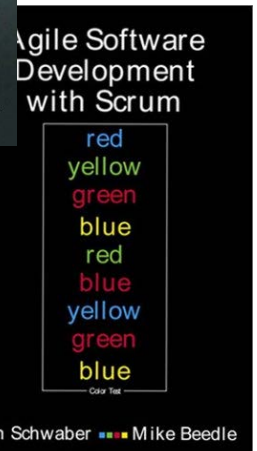 Agile Software
Development
with Scrum
red
yellow
green
blue
red
blue
yellow
green
blue
Color Test
Schwaber Mike Beedle